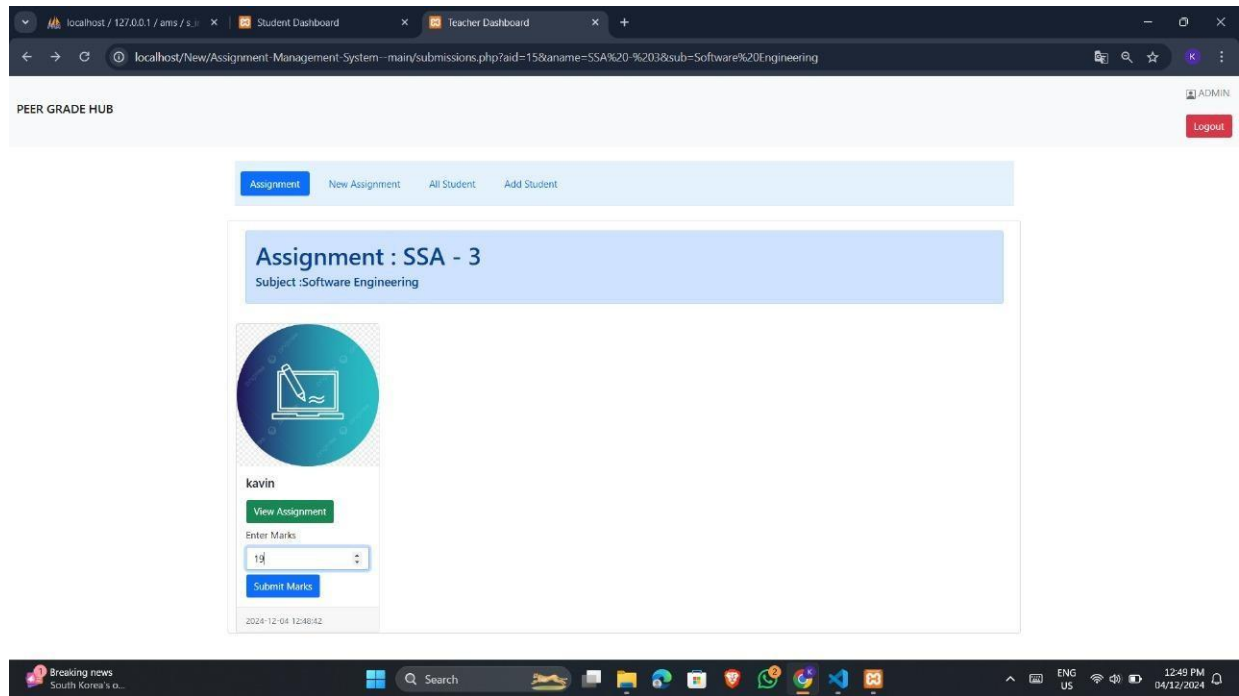 localhost / 127.0.0.1 / ams / s_i
Student Dashboard
Teacher Dashboard
localhost/New/Assignment-Management-System--main/submissions.php?aid=15&aname=SSA%20-%203&sub=Software%20Engineering
K
PEER GRADE HUB
ADMIN
Logout
Assignment New Assignment All Student Add Student
Assignment : SSA - 3
Subject :Software Engineering
kavin
View Assignment
Enter Marks
19
Submit Marks
2024-12-04 12:48:42
1
Breaking news
South Korea's o...
Search
2
ENG
US
12:49 PM
04/12/2024